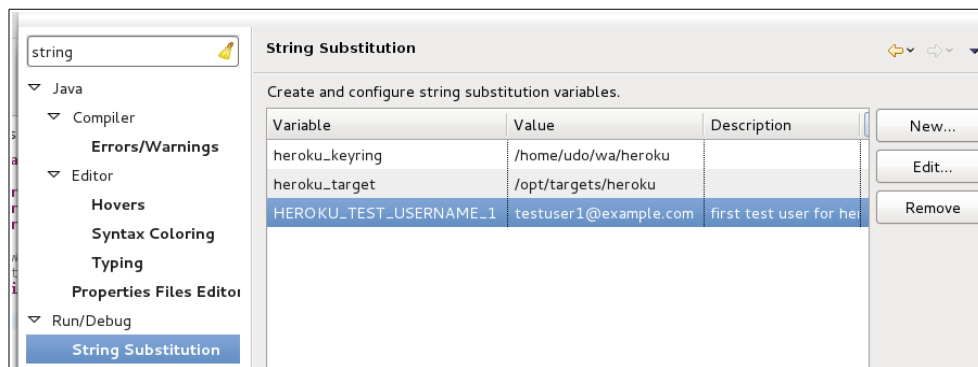 string
Java
Compiler
Errors/Warnings
Editor
Hovers
Syntax Coloring
Typing
Properties Files Editor
Run/Debug
String Substitution
String Substitution
Create and configure string substitution variables.
Variable Value Description
heroku_keyring /home/udo/wa/heroku
heroku_target /opt/targets/heroku
HEROKU_TEST_USERNAME_1 testuser1@example.com first test user for her
New...
Edit...
Remove